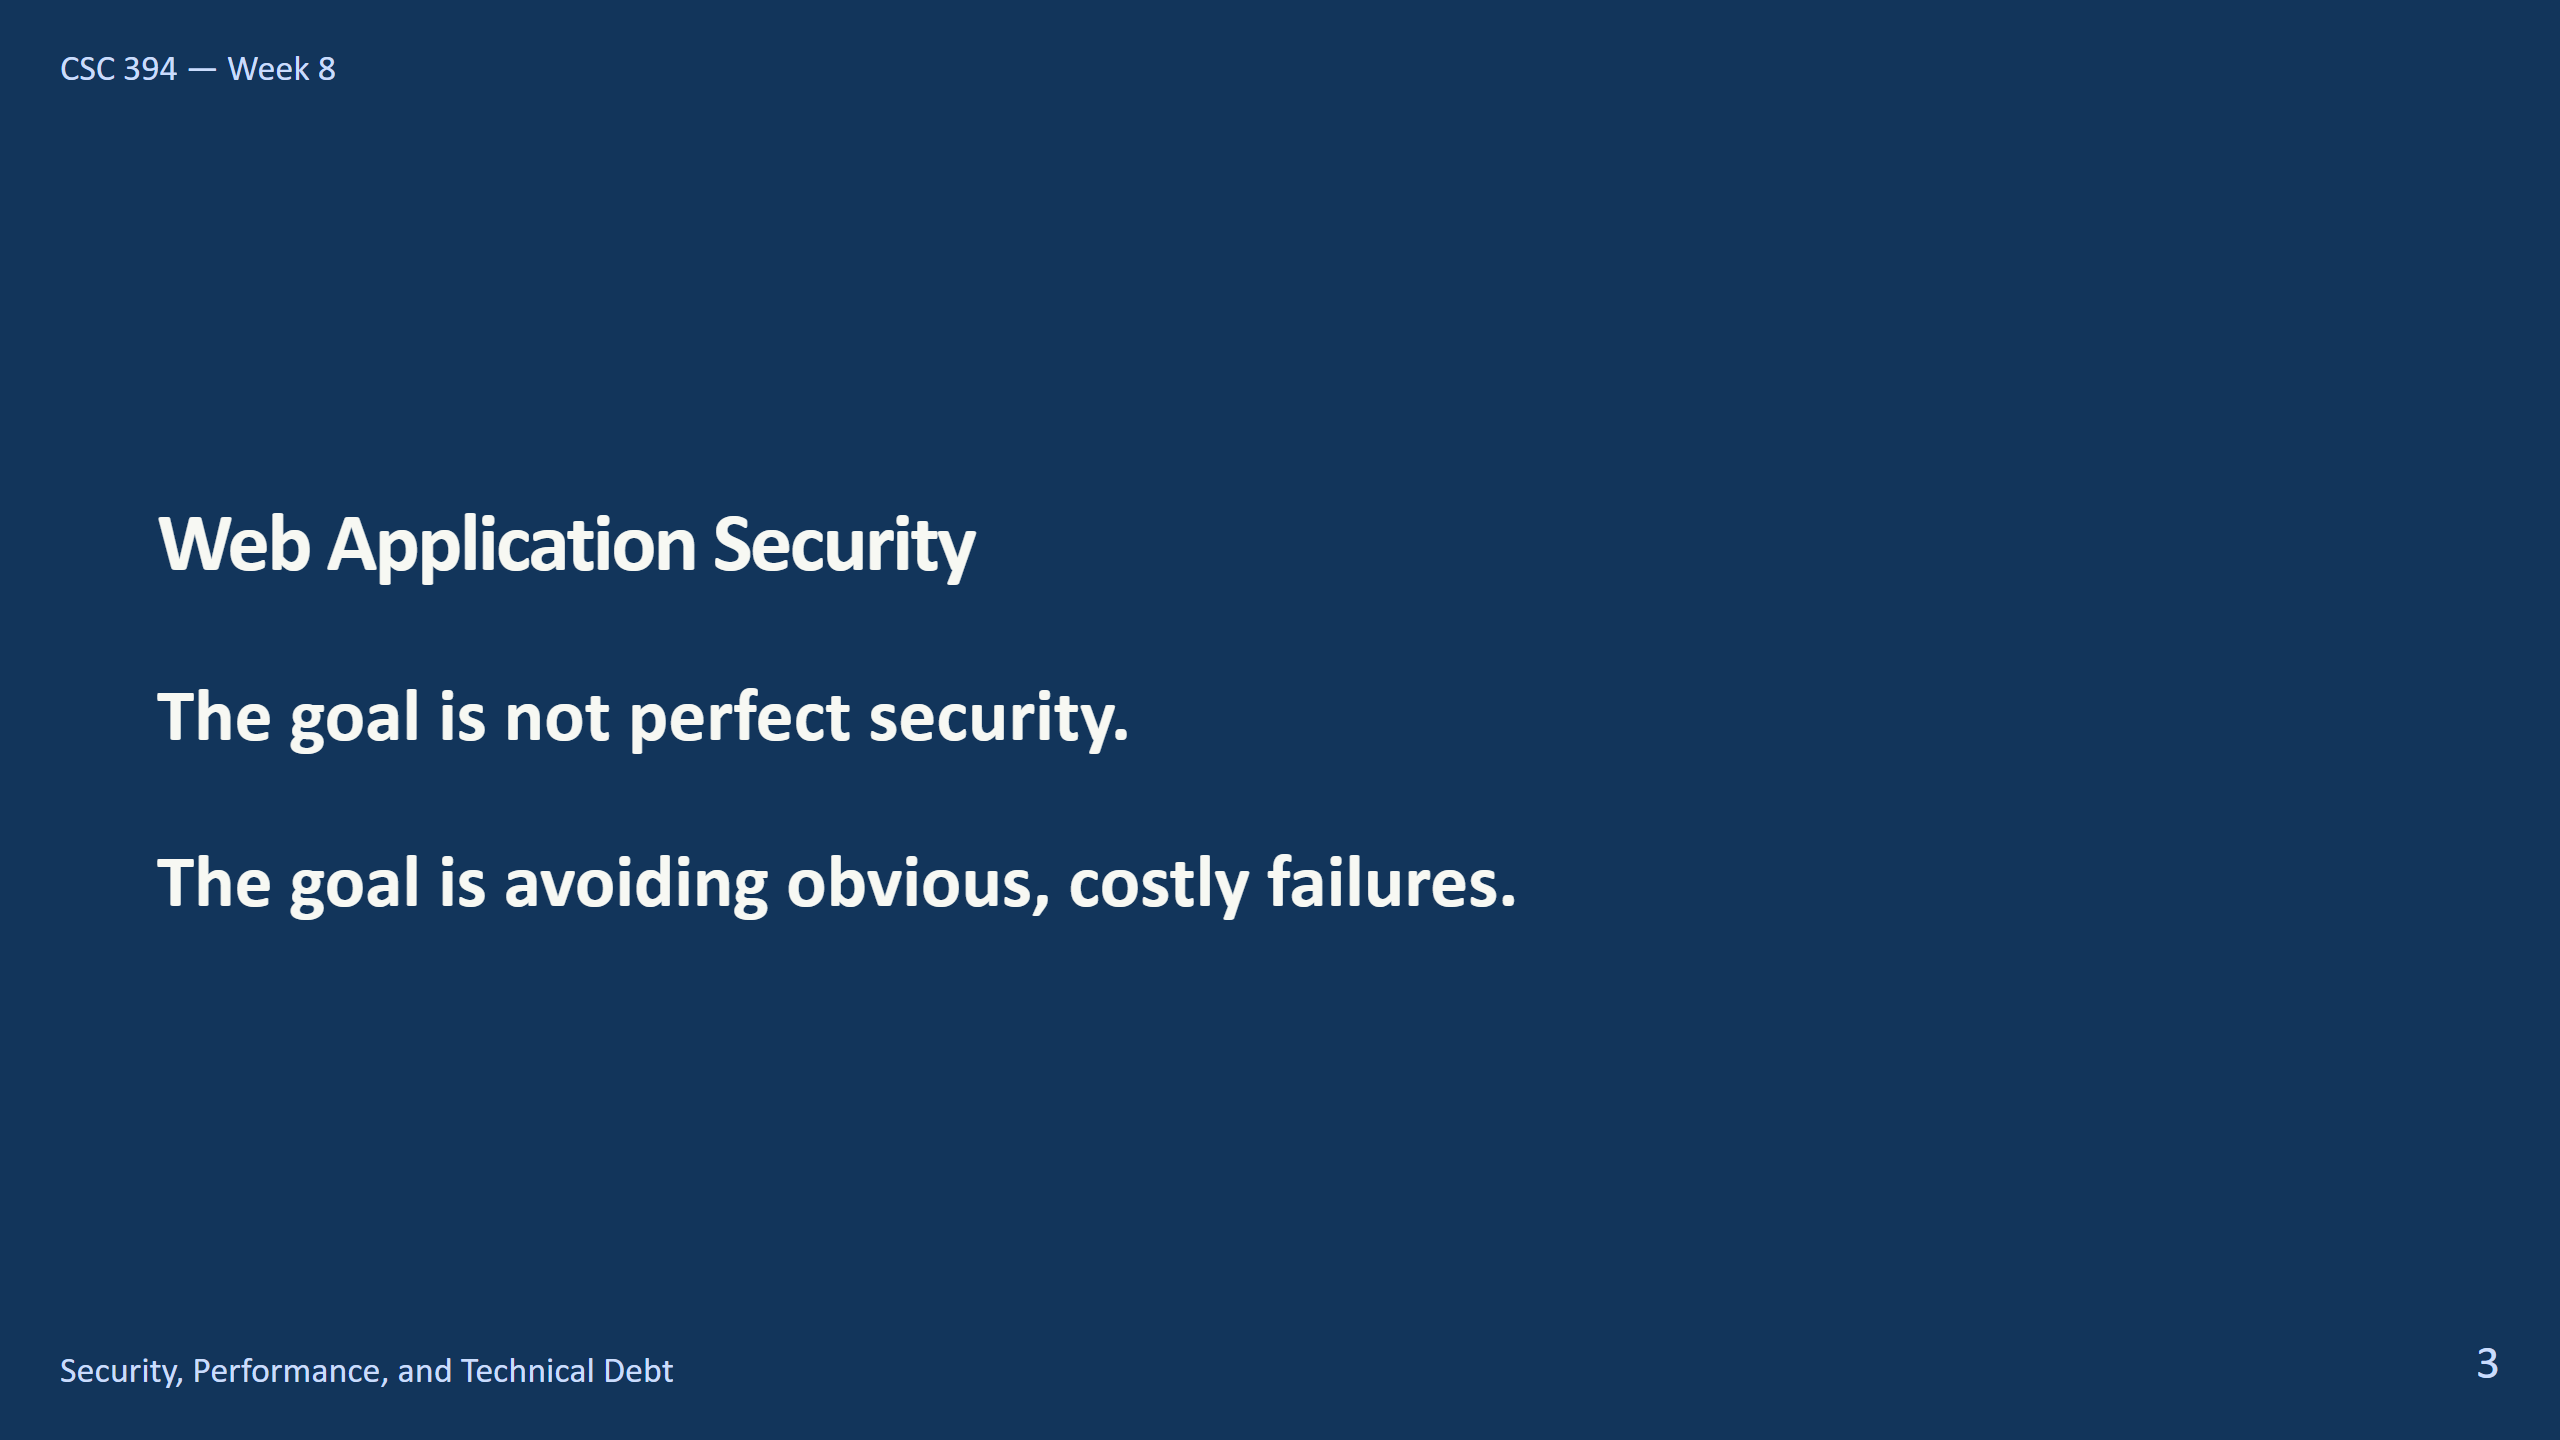 CSC 394 — Week 8
Web Application Security
The goal is not perfect security.
The goal is avoiding obvious, costly failures.
Security, Performance, and Technical Debt
3